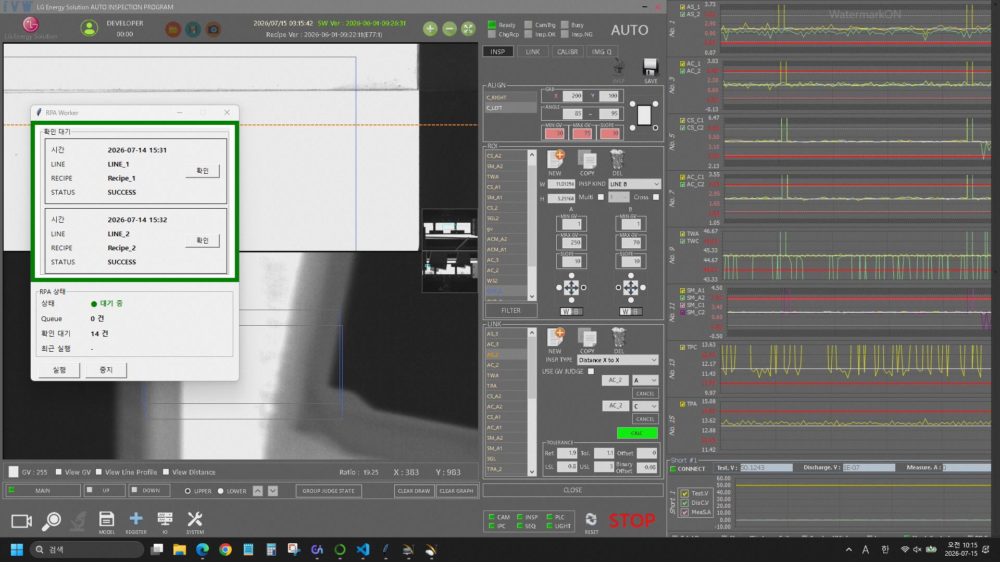 LG Energy Solution AUTO INSPECTION PROGRAM
LG Energy Solution
DEVELOPER
00:00
2026/07/15 03:15:42 SW Ver : 2026-06-01-09:26:31
Recipe Ver : 2026-06-01-09:22:11(E77:1)
Ready
CamTrg
Busy
ChgRcp
Insp.OK
Insp.NG
AUTO
INSP
LINK
CALIBR
IMG Q
INSP
SAVE
RPA Worker
확인 대기
시간 2026-07-14 15:31
LINE LINE_1
RECIPE Recipe_1
STATUS SUCCESS
확인
시간 2026-07-14 15:32
LINE LINE_2
RECIPE Recipe_2
STATUS SUCCESS
확인
RPA 상태
상태 대기 중
Queue 0 건
확인 대기 14 건
최근 실행 -
실행
중지
ALIGN
C_RIGHT
C_LEFT
GAB
X 200 Y 100
ANGLE
85 ~ 95
MIN GV
30
MAX GV
75
SLOPE
10
ROI
CS_A2
SM_A2
TWA
CS_A1
SM_A1
CS_2
SGL2
gv
ACM_A2
ACM_A1
AC_3
AC_2
WS2
CUT_2
FILTER
NEW
COPY
DEL
W 11.01394 INSP KIND LINE B
H 5.25168 Multi 1 Cross
A
B
MIN GV
1
MIN GV
1
MAX GV
250
MAX GV
70
SLOPE
10
SLOPE
10
W B
W B
LINK
AS_3
AC_3
AS_2
AC_2
TWA
TPA
CS_A2
AC_A2
CS_A1
AC_A1
SM_A2
SM_A1
SGL
TPA_2
NEW
COPY
DEL
INSP. TYPE Distance X to X
USE GV JUDGE
AC_2 A
CANCEL
AC_2 C
CANCEL
CALC
TOLERANCE
Ref. 1.9 Tol. 1.1 Offset 0
LSL 0.8 USL 3 Binary Offset 0.08
CLOSE
GV : 255
View GV
View Line Profile
View Distance
Ratio : 19.25
X : 383
Y : 983
MAIN
UP
DOWN
UPPER
LOWER
GROUP JUDGE STATE
CLEAR DRAW
CLEAR GRAPH
MODEL
REGISTER
IO
SYSTEM
CAM
INSP
PLC
IPC
SEQ
LIGHT
RESET
STOP
WatermarkON
No. 1
AS_1
AS_2
3.73
3.00
2.90
0.90
0.80
0.07
No. 3
AC_1
AC_2
3.03
2.40
2.30
0.60
0.50
-0.13
No. 5
CS_C1
CS_C2
6.47
5.60
5.50
3.10
3.00
2.13
No. 7
AC_C1
AC_C2
3.55
3.05
2.95
1.65
1.55
1.05
No. 9
TWA
TWC
46.67
46.00
45.33
44.67
44.00
43.33
No. 11
SM_A1
SM_A2
SM_C1
SM_C2
4.50
3.50
3.40
0.60
0.50
-0.50
No. 13
TPC
13.63
12.90
12.17
11.43
10.70
9.97
No. 15
TPA
15.08
14.35
13.62
12.88
12.15
11.42
Short #1
CONNECT
Test. V : 50.1243
Discharge. V : 1E-07
Measure. A : 0
Short. 1
Test.V
DisC.V
MeaS.A
60.00
50.00
40.00
30.00
20.00
10.00
0.00
-10.00
검색
A
한
오전 10:15
2026-07-15